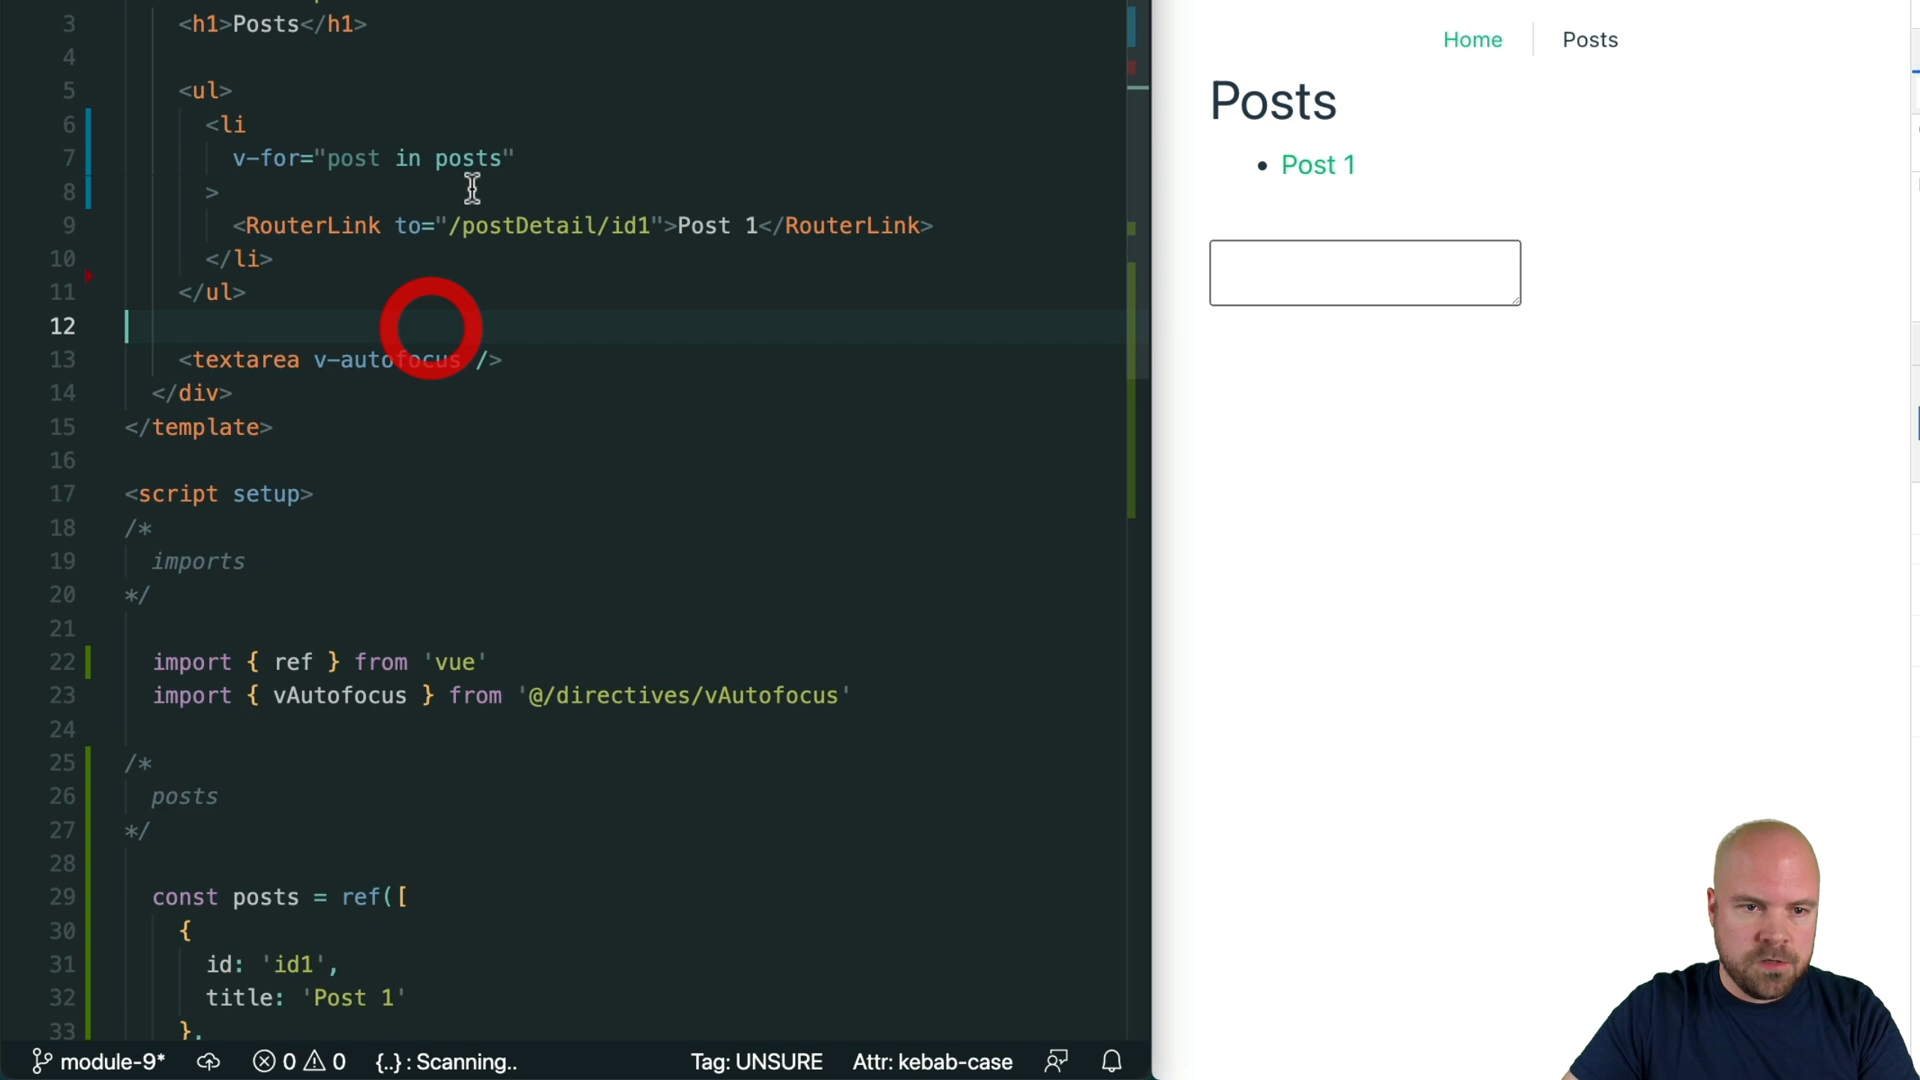 3 <h1>Posts</h1>
4
5 <ul>
6 <li
7 v-for="post in posts"
8 >
9 <RouterLink to="/postDetail/id1">Post 1</RouterLink>
10 </li>
11 </ul>
12
13 <textarea v-autofocus />
14 </div>
15 </template>
16
17 <script setup>
18 /*
19 imports
20 */
21
22 import { ref } from 'vue'
23 import { vAutofocus } from '@/directives/vAutofocus'
24
25 /*
26 posts
27 */
28
29 const posts = ref([
30 {
31 id: 'id1',
32 title: 'Post 1'
33 },
module-9* 0 0 {..} : Scanning.. Tag: UNSURE Attr: kebab-case
Home Posts
Posts
• Post 1